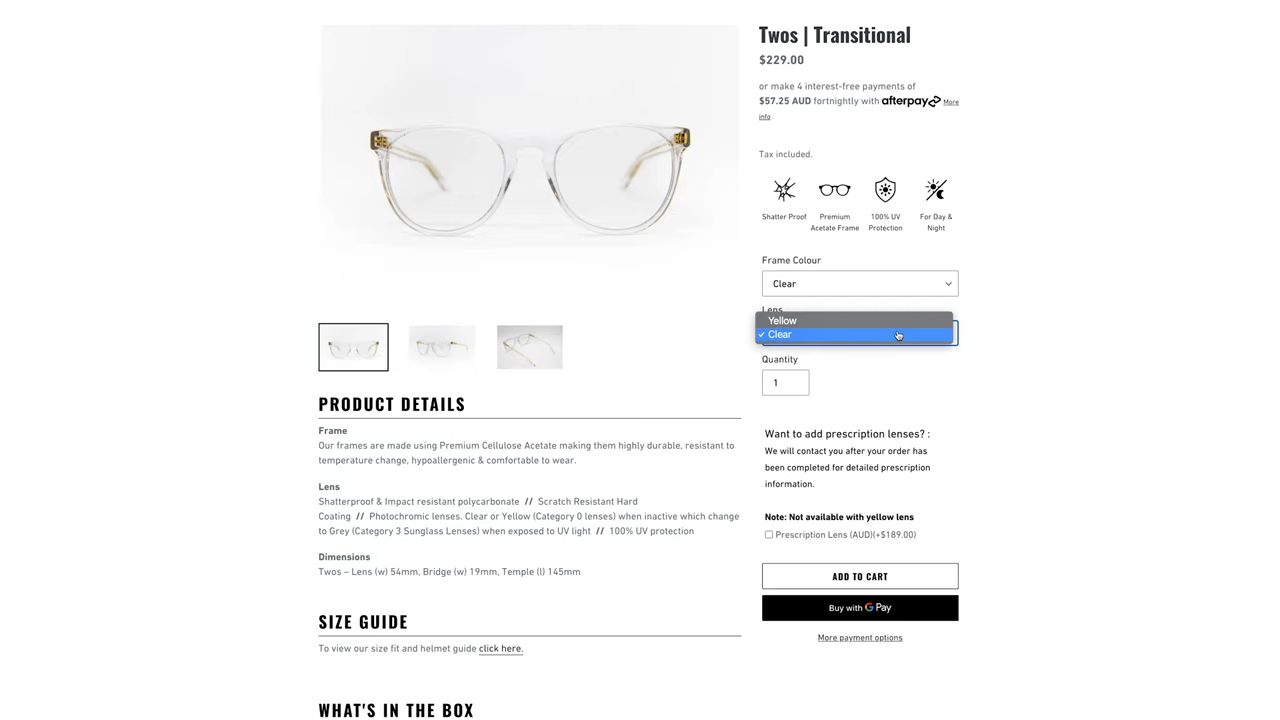 Twos | Transitional
$229.00
or make 4 interest-free payments of
$57.25 AUD fortnightly with afterpay More
info
Tax included.
Shatter Proof
Premium
Acetate Frame
100% UV
Protection
For Day &
Night
Frame Colour
Clear
Lens
Yellow
✓ Clear
Quantity
1
Want to add prescription lenses? :
We will contact you after your order has
been completed for detailed prescription
information.
Note: Not available with yellow lens
Prescription Lens (AUD)(+$189.00)
ADD TO CART
Buy with G Pay
More payment options
PRODUCT DETAILS
Frame
Our frames are made using Premium Cellulose Acetate making them highly durable, resistant to
temperature change, hypoallergenic & comfortable to wear.
Lens
Shatterproof & Impact resistant polycarbonate // Scratch Resistant Hard
Coating // Photochromic lenses. Clear or Yellow (Category 0 lenses) when inactive which change
to Grey (Category 3 Sunglass Lenses) when exposed to UV light // 100% UV protection
Dimensions
Twos – Lens (w) 54mm, Bridge (w) 19mm, Temple (l) 145mm
SIZE GUIDE
To view our size fit and helmet guide click here.
WHAT'S IN THE BOX